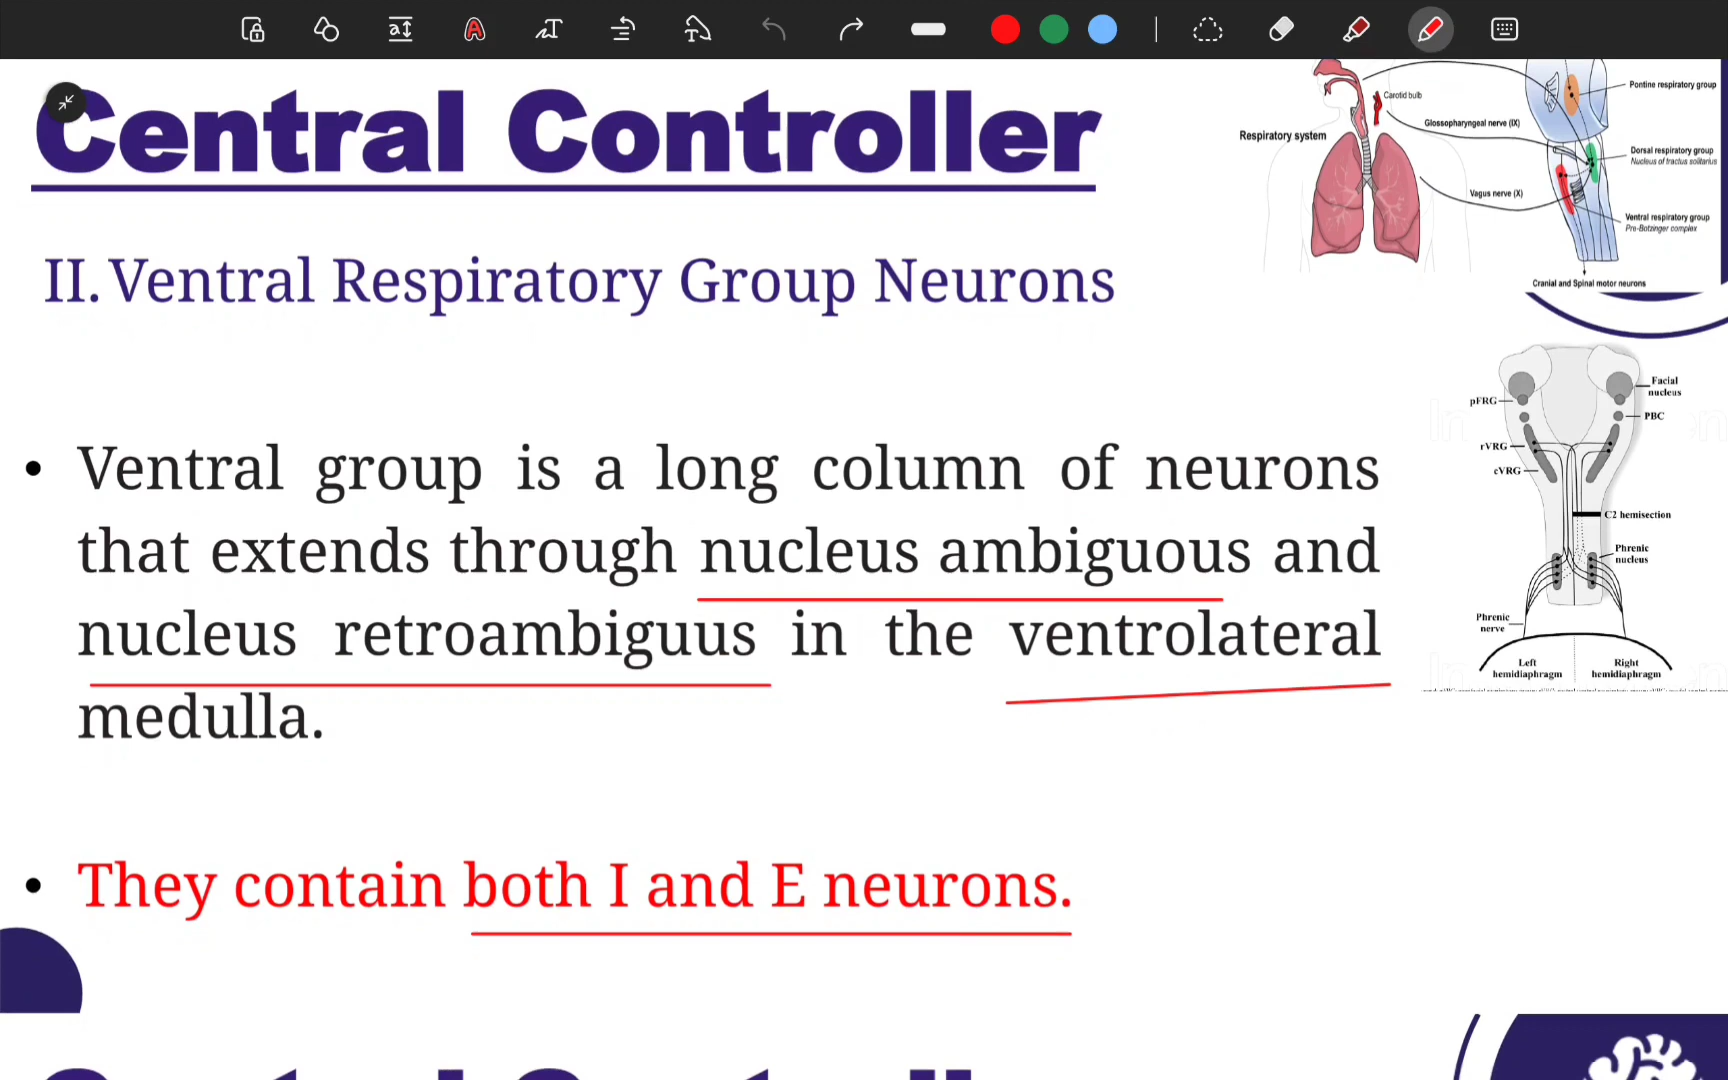 Central Controller
Respiratory system
Carotid bulb
Glossopharyngeal nerve (IX)
Vagus nerve (X)
Pontine respiratory group
Dorsal respiratory group
Nucleus of tractus solitarius
Ventral respiratory group
Pre-Botzinger complex
Cranial and Spinal motor neurons
II. Ventral Respiratory Group Neurons
Facial
nucleus
pFRG
PBC
rVRG
cVRG
C2 hemisection
Phrenic
nucleus
Phrenic
nerve
Left
hemidiaphragm
Right
hemidiaphragm
• Ventral group is a long column of neurons
that extends through nucleus ambiguous and
nucleus retroambiguus in the ventrolateral
medulla.
• They contain both I and E neurons.